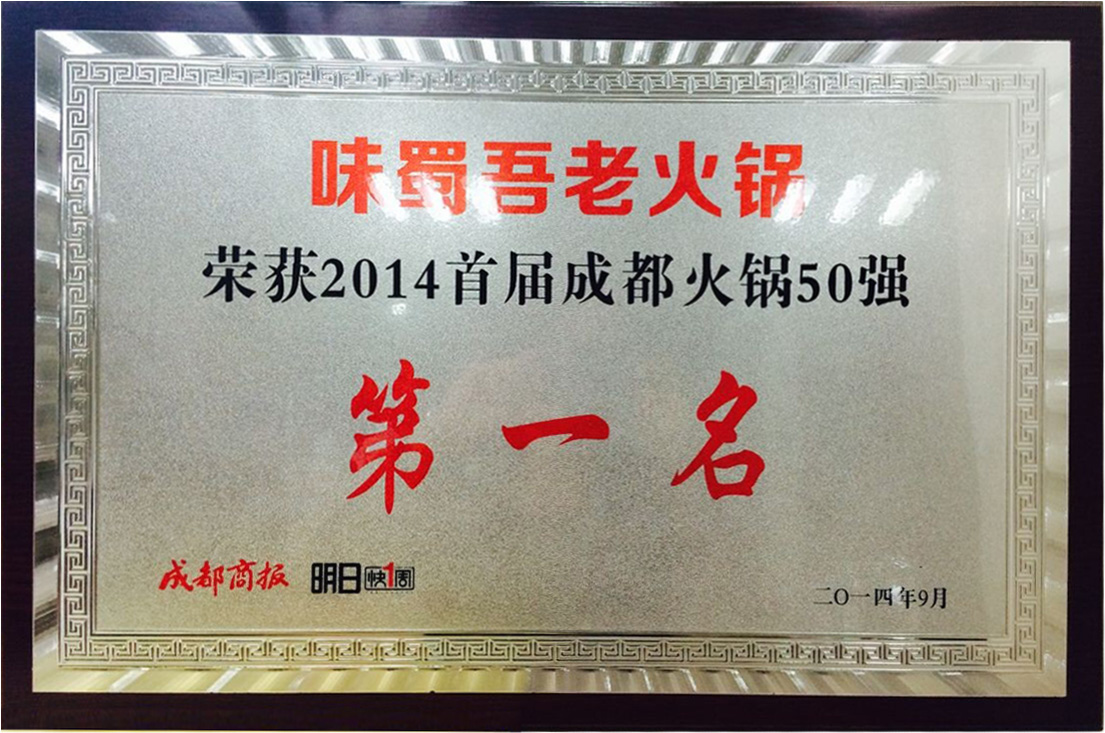 味蜀吾老火锅
荣获2014首届成都火锅50强
第一名
成都商报 明日快1周 二〇一四年9月